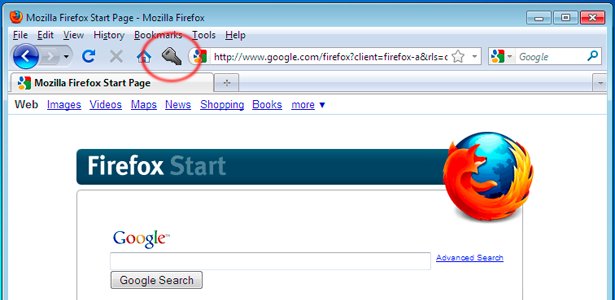 Mozilla Firefox Start Page - Mozilla Firefox
File Edit View History Bookmarks Tools Help
http://www.google.com/firefox?client=firefox-a&rls=c Google
Mozilla Firefox Start Page
Web Images Videos Maps News Shopping Books more ▼
Firefox Start
Google™
Advanced Search
Google Search